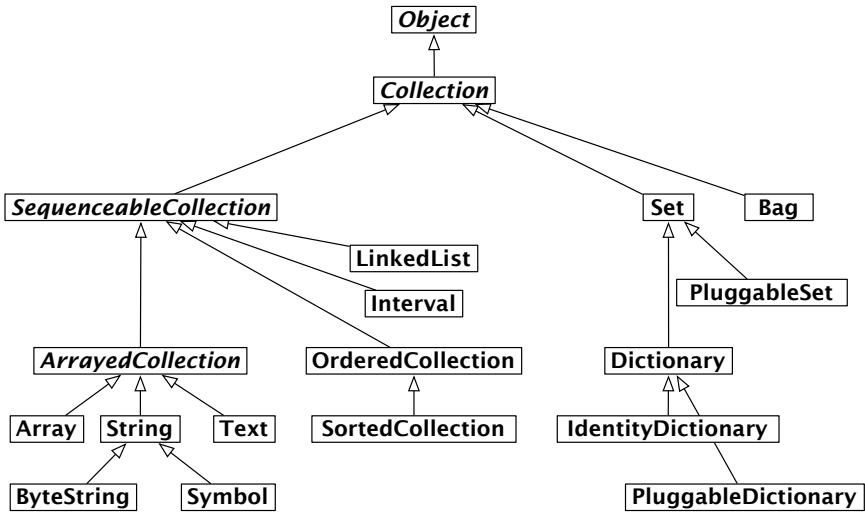 Object
Collection
SequenceableCollection
Set
Bag
LinkedList
PluggableSet
Interval
ArrayedCollection
OrderedCollection
Dictionary
Array
String
Text
SortedCollection
IdentityDictionary
ByteString
Symbol
PluggableDictionary